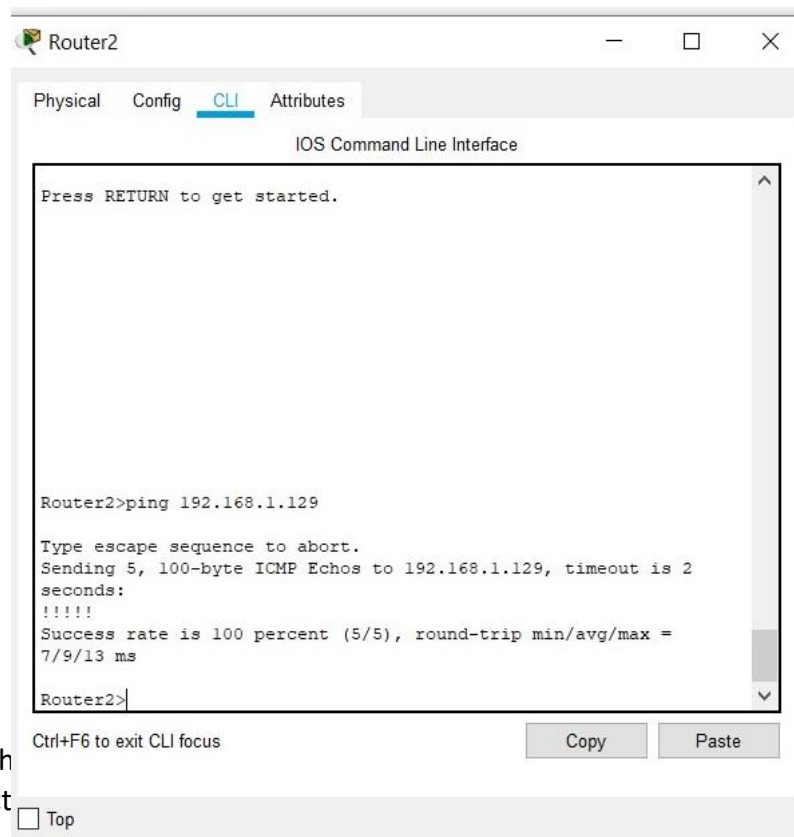 Router2
Physical Config CLI Attributes
IOS Command Line Interface
Press RETURN to get started.
Router2>ping 192.168.1.129
Type escape sequence to abort.
Sending 5, 100-byte ICMP Echos to 192.168.1.129, timeout is 2
seconds:
!!!!!
Success rate is 100 percent (5/5), round-trip min/avg/max =
7/9/13 ms
Router2>
Ctrl+F6 to exit CLI focus
Copy Paste
Top